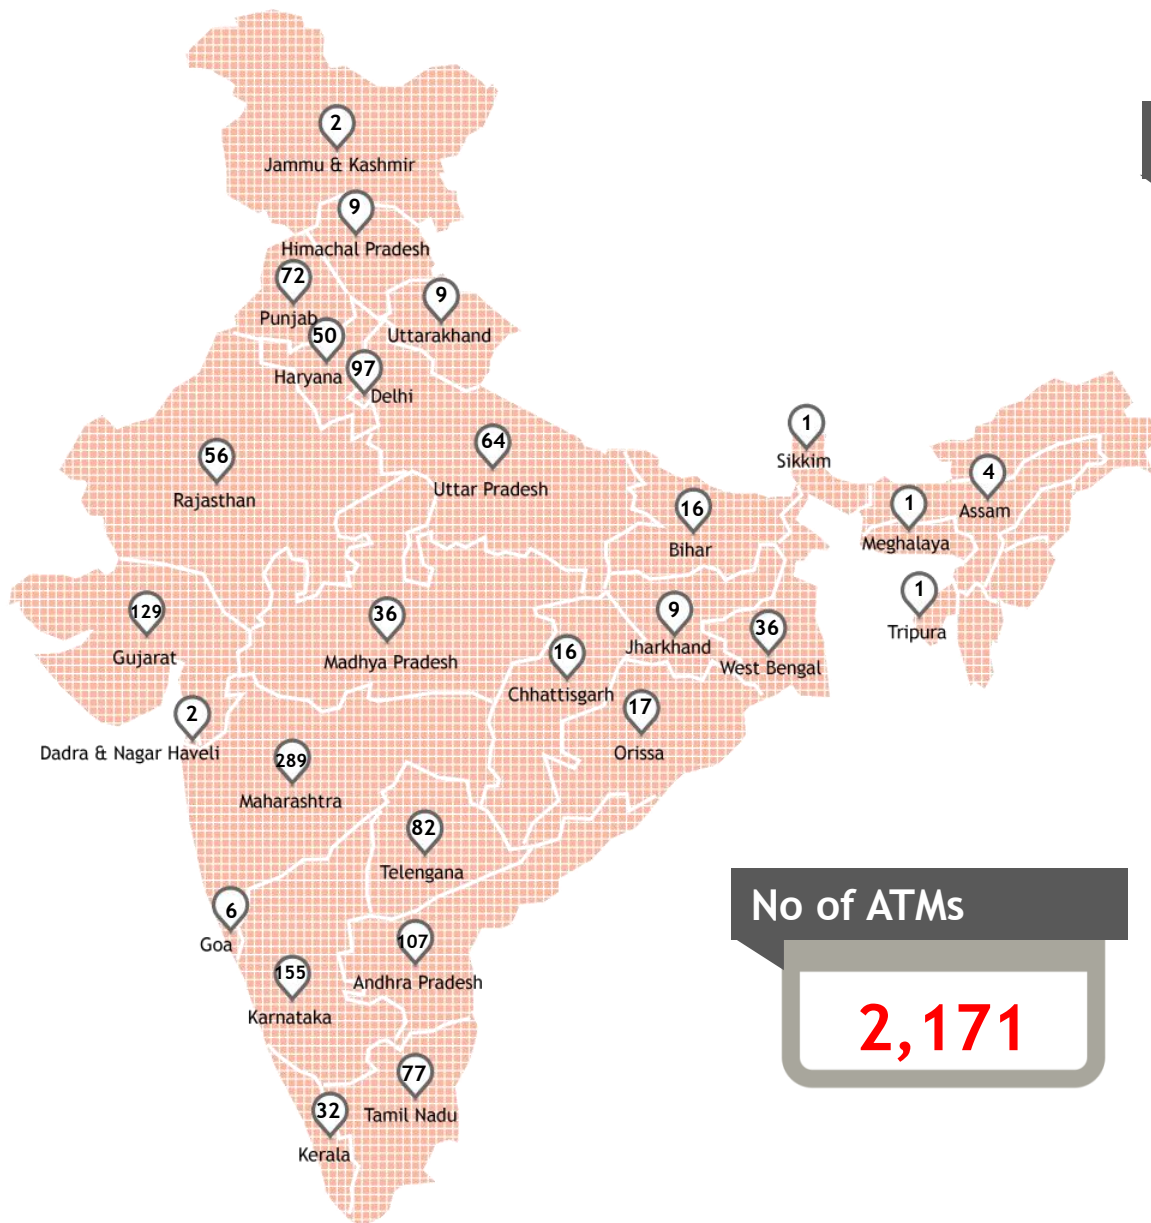 2
Jammu & Kashmir
9
Himachal Pradesh
72
Punjab
9
Uttarakhand
50
Haryana
97
Delhi
1
Sikkim
64
Uttar Pradesh
56
Rajasthan
4
Assam
16
Bihar
1
Meghalaya
1
Tripura
129
Gujarat
36
Madhya Pradesh
9
Jharkhand
36
West Bengal
16
Chhattisgarh
17
Orissa
2
Dadra & Nagar Haveli
289
Maharashtra
82
Telengana
6
Goa
107
Andhra Pradesh
155
Karnataka
77
Tamil Nadu
32
Kerala
No of ATMs
2,171